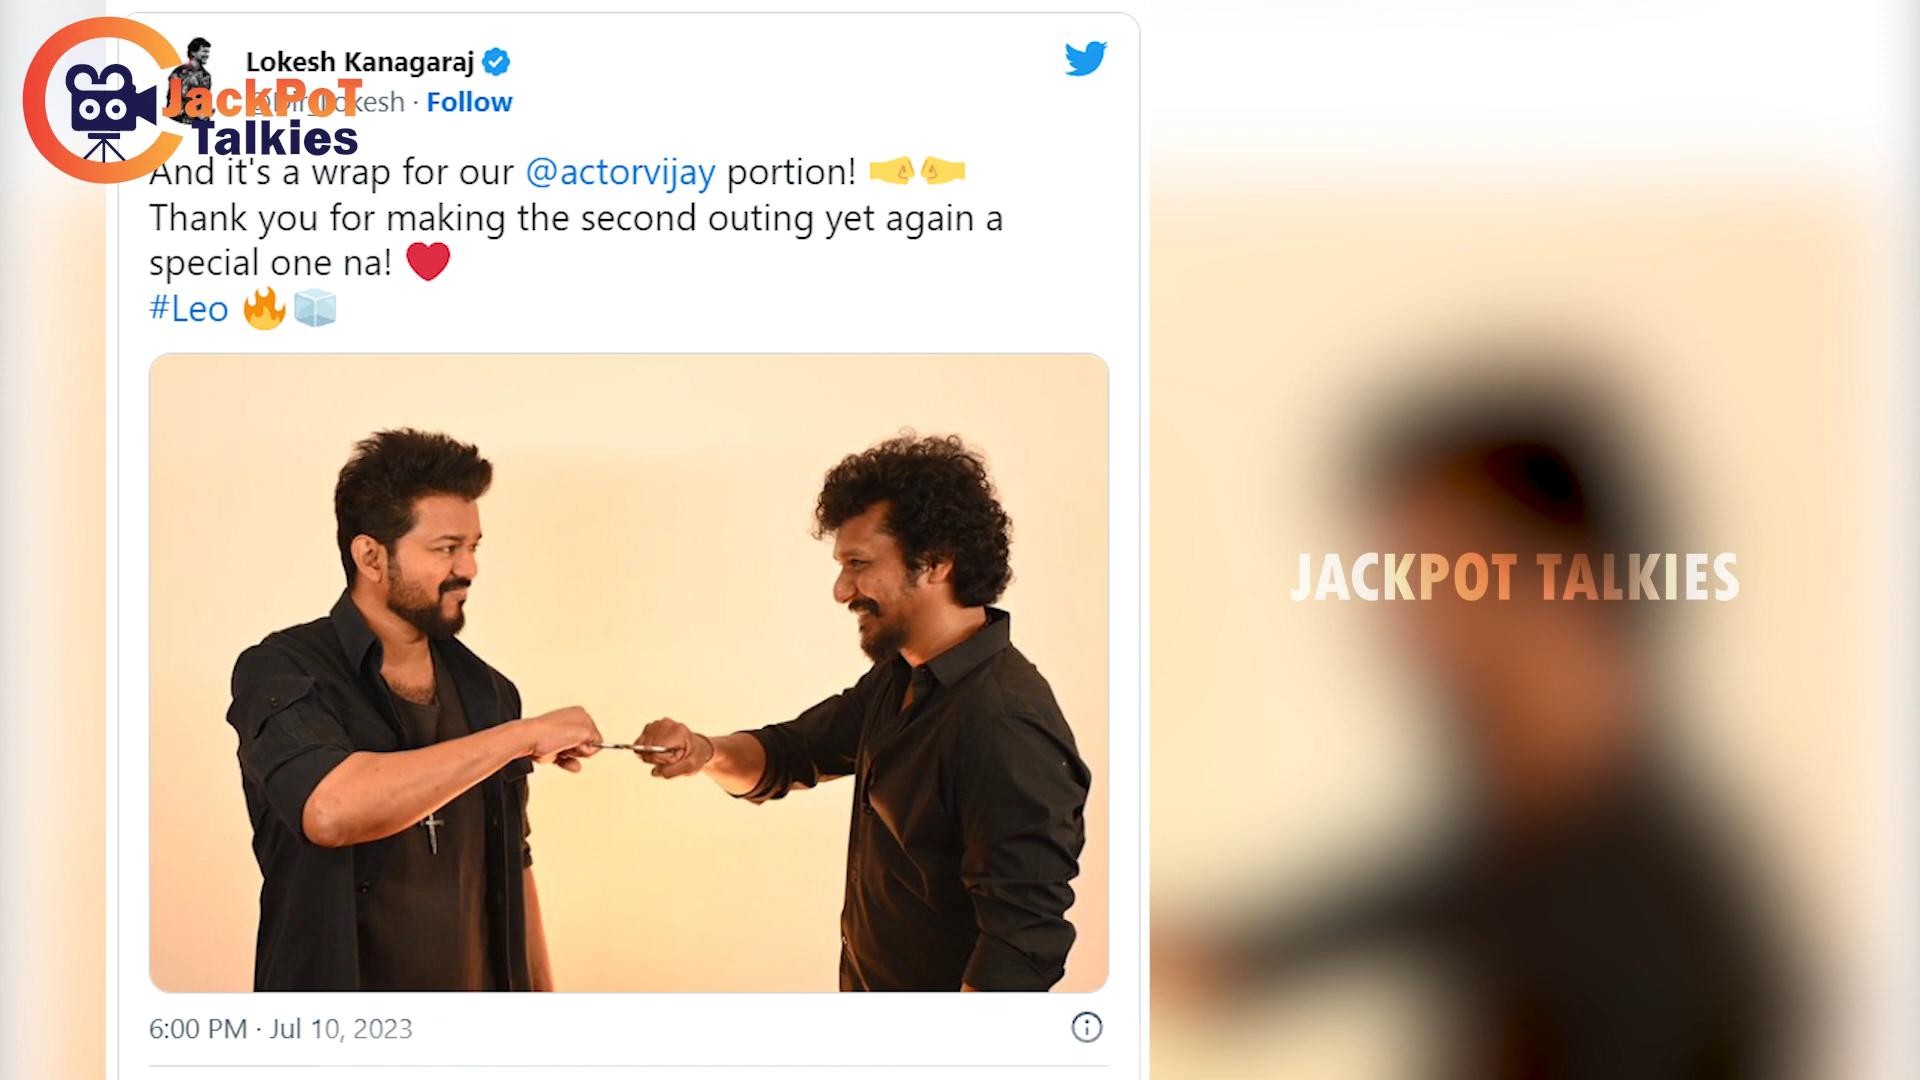 Lokesh Kanagaraj
@Dir_Lokesh · Follow
JackPoT
Talkies
And it's a wrap for our @actorvijay portion! 🤜🤛
Thank you for making the second outing yet again a
special one na! ❤️
#Leo 🔥🧊
JACKPOT TALKIES
6:00 PM · Jul 10, 2023